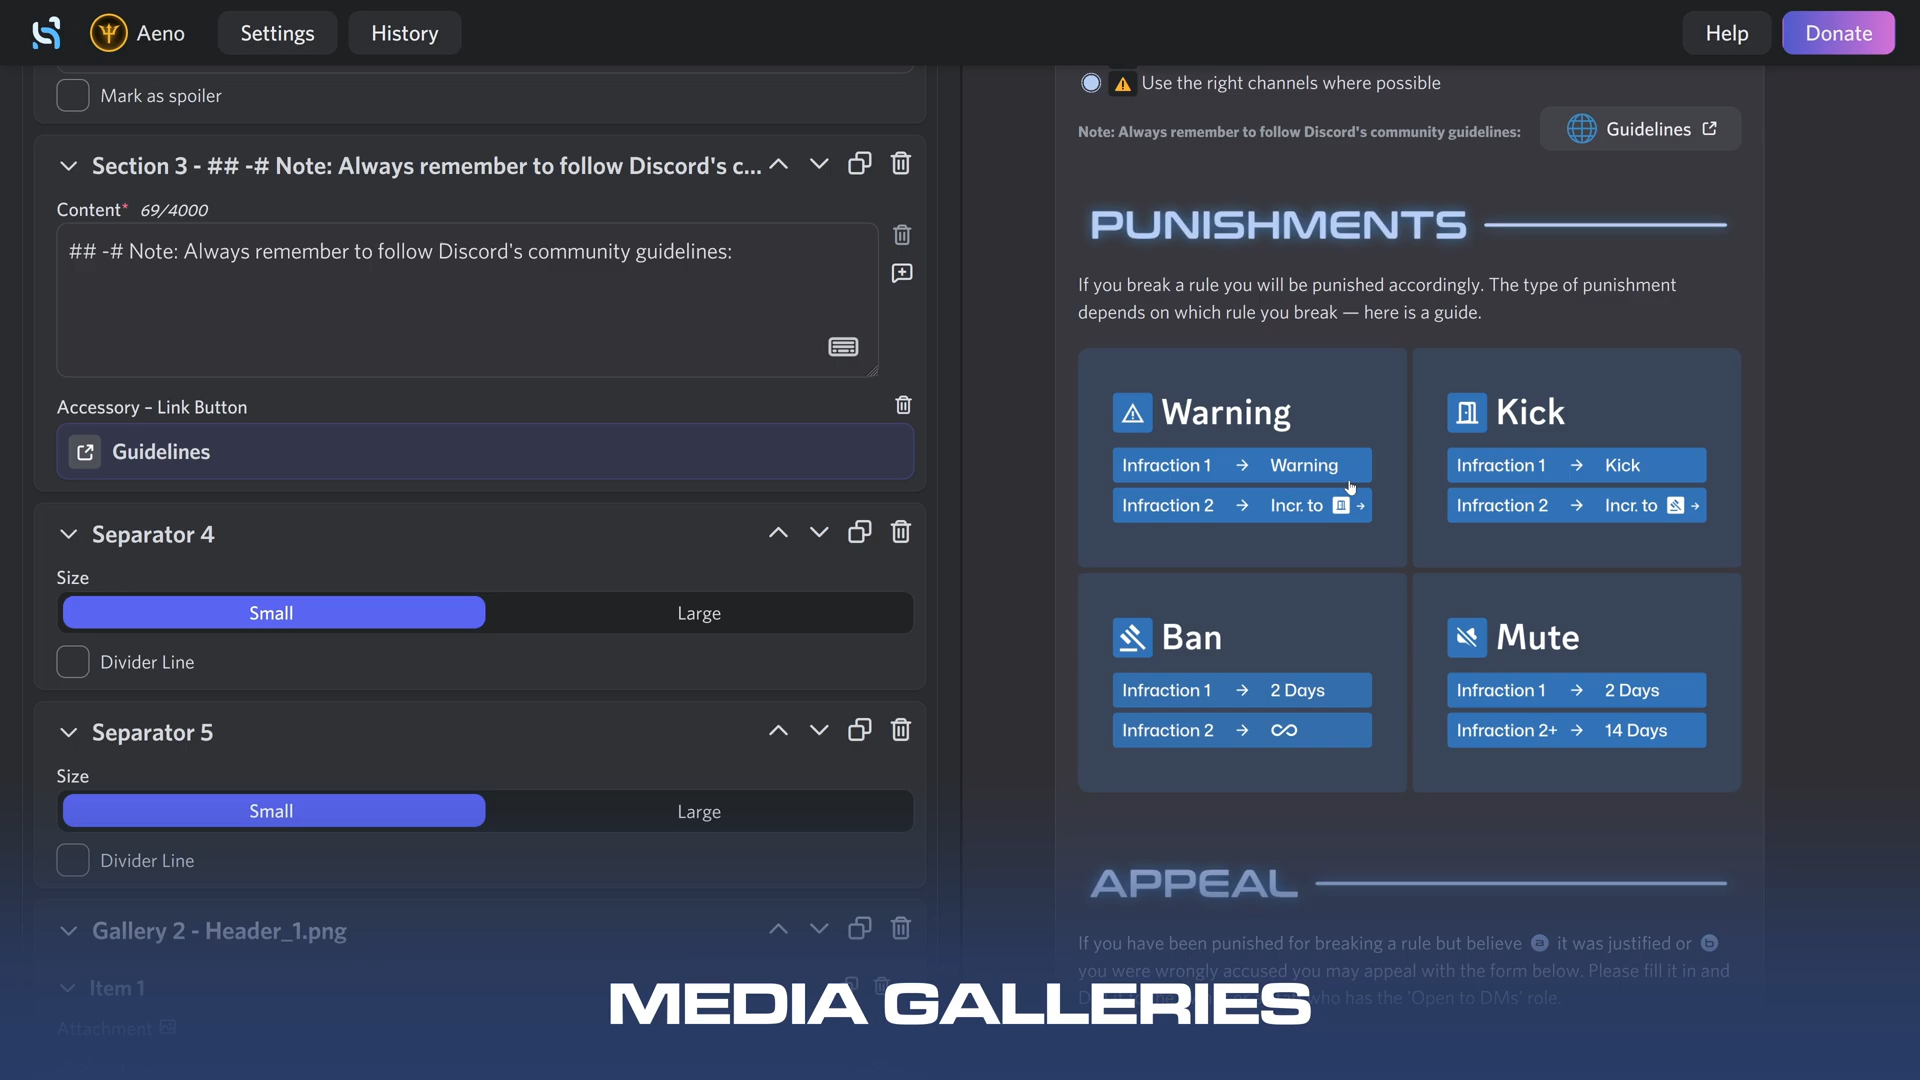 Aeno
Settings
History
Help
Donate
Mark as spoiler
Section 3 - ## -# Note: Always remember to follow Discord's c...
Content* 69/4000
## -# Note: Always remember to follow Discord's community guidelines:
Accessory – Link Button
Guidelines
Separator 4
Size
Small
Large
Divider Line
Separator 5
Size
Small
Large
Divider Line
Gallery 2 - Header_1.png
Item 1
Attachment
Use the right channels where possible
Note: Always remember to follow Discord's community guidelines:
Guidelines
PUNISHMENTS
If you break a rule you will be punished accordingly. The type of punishment
depends on which rule you break — here is a guide.
Warning
Infraction 1 → Warning
Infraction 2 → Incr. to →
Kick
Infraction 1 → Kick
Infraction 2 → Incr. to →
Ban
Infraction 1 → 2 Days
Infraction 2 → ∞
Mute
Infraction 1 → 2 Days
Infraction 2+ → 14 Days
APPEAL
If you have been punished for breaking a rule but believe a it was justified or b
you were wrongly accused you may appeal with the form below. Please fill it in and
who has the 'Open to DMs' role.
MEDIA GALLERIES